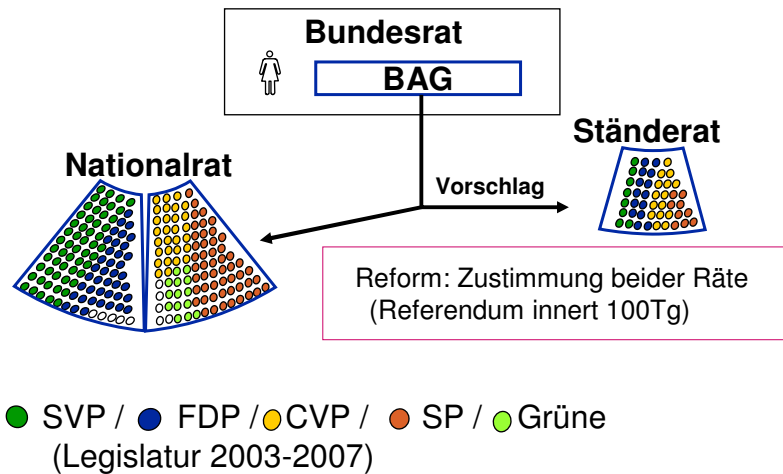 Bundesrat
BAG
Ständerat
Nationalrat
Vorschlag
Reform: Zustimmung beider Räte
(Referendum innert 100Tg)
SVP / FDP / CVP / SP / Grüne
(Legislatur 2003-2007)